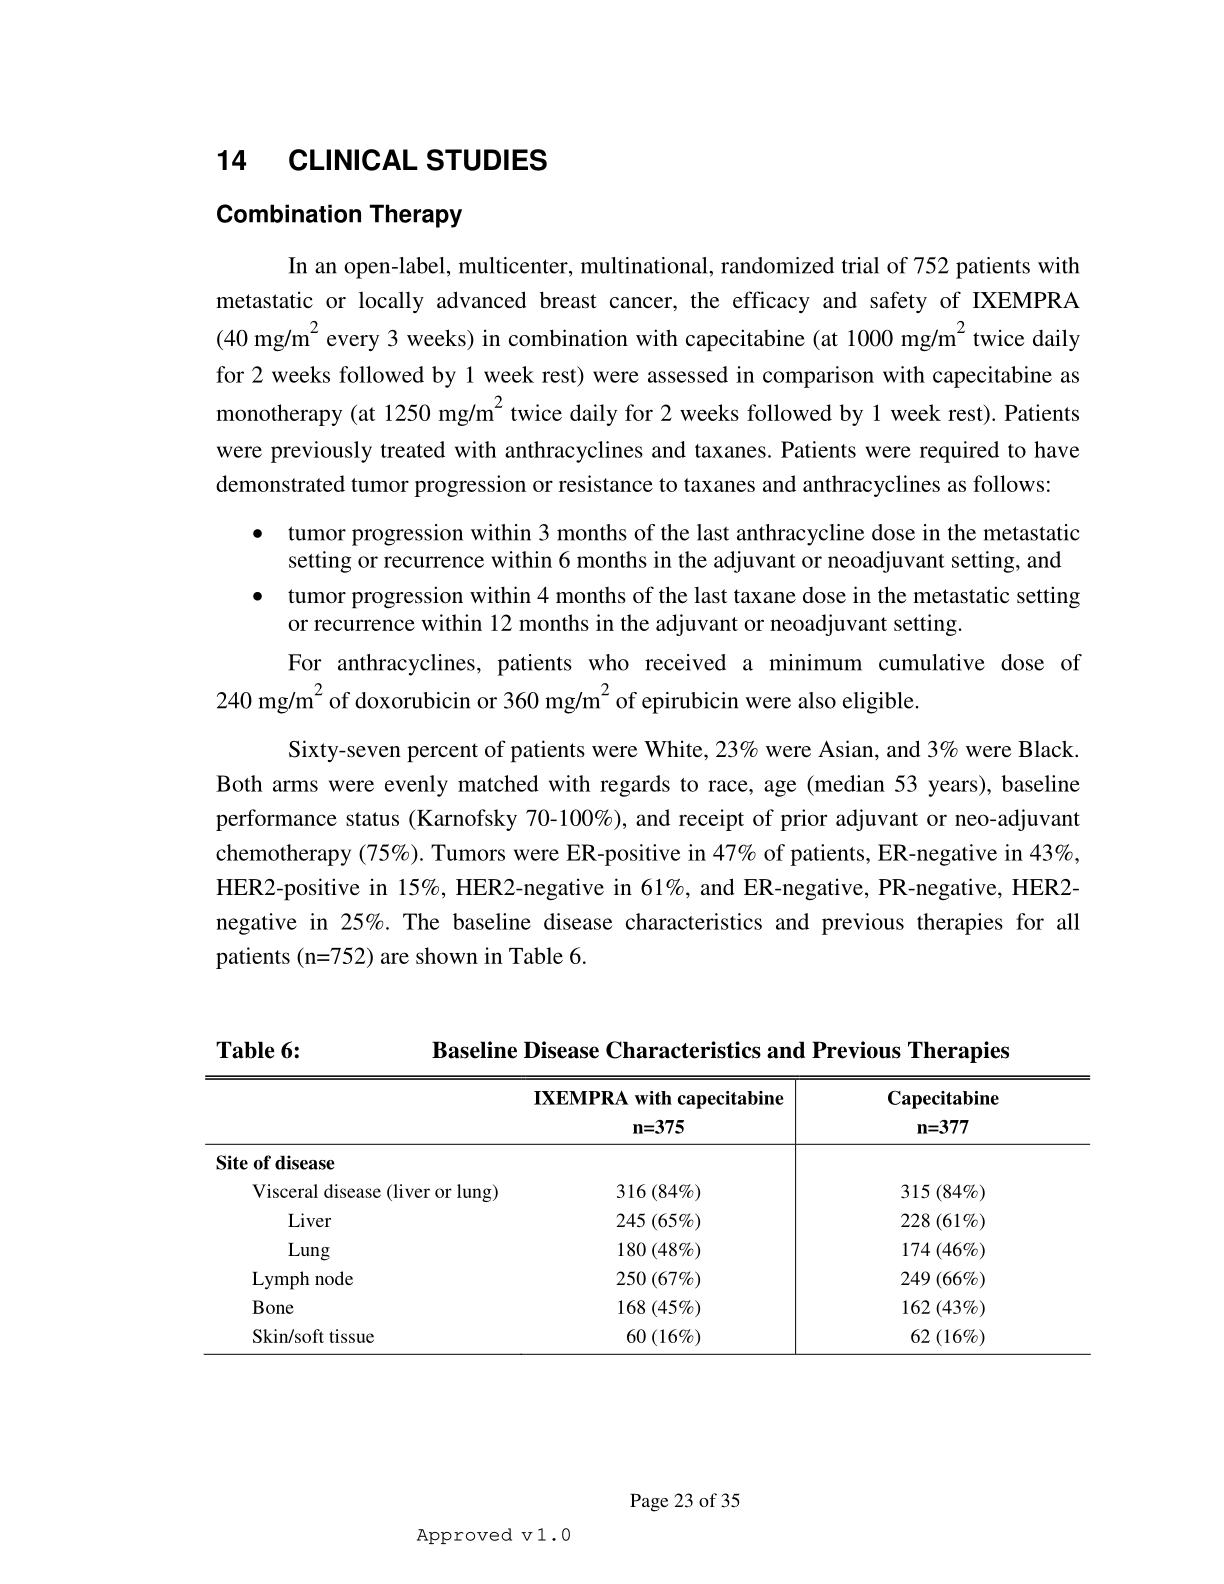 14 CLINICAL STUDIES
Combination Therapy
In an open-label, multicenter, multinational, randomized trial of 752 patients with
metastatic or locally advanced breast cancer, the efficacy and safety of IXEMPRA
(40 mg/m2 every 3 weeks) in combination with capecitabine (at 1000 mg/m2 twice daily
for 2 weeks followed by 1 week rest) were assessed in comparison with capecitabine as
monotherapy (at 1250 mg/m2 twice daily for 2 weeks followed by 1 week rest). Patients
were previously treated with anthracyclines and taxanes. Patients were required to have
demonstrated tumor progression or resistance to taxanes and anthracyclines as follows:
• tumor progression within 3 months of the last anthracycline dose in the metastatic
setting or recurrence within 6 months in the adjuvant or neoadjuvant setting, and
• tumor progression within 4 months of the last taxane dose in the metastatic setting
or recurrence within 12 months in the adjuvant or neoadjuvant setting.
For anthracyclines, patients who received a minimum cumulative dose of
240 mg/m2 of doxorubicin or 360 mg/m2 of epirubicin were also eligible.
Sixty-seven percent of patients were White, 23% were Asian, and 3% were Black.
Both arms were evenly matched with regards to race, age (median 53 years), baseline
performance status (Karnofsky 70-100%), and receipt of prior adjuvant or neo-adjuvant
chemotherapy (75%). Tumors were ER-positive in 47% of patients, ER-negative in 43%,
HER2-positive in 15%, HER2-negative in 61%, and ER-negative, PR-negative, HER2-
negative in 25%. The baseline disease characteristics and previous therapies for all
patients (n=752) are shown in Table 6.
Table 6: Baseline Disease Characteristics and Previous Therapies
IXEMPRA with capecitabine Capecitabine
n=375 n=377
Site of disease
Visceral disease (liver or lung) 316 (84%) 315 (84%)
Liver 245 (65%) 228 (61%)
Lung 180 (48%) 174 (46%)
Lymph node 250 (67%) 249 (66%)
Bone 168 (45%) 162 (43%)
Skin/soft tissue 60 (16%) 62 (16%)
Page 23 of 35
Approved v1.0